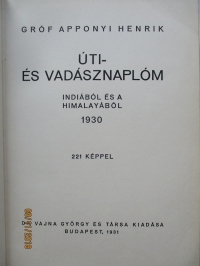 GRÓF APPONYI HENRIK
ÚTI-
ÉS VADÁSZNAPLÓM
INDIÁBÓL ÉS A
HIMALAYÁBÓL
1930
221 KÉPPEL
VAJNA GYÖRGY ÉS TÁRSA KIADÁSA
BUDAPEST, 1931